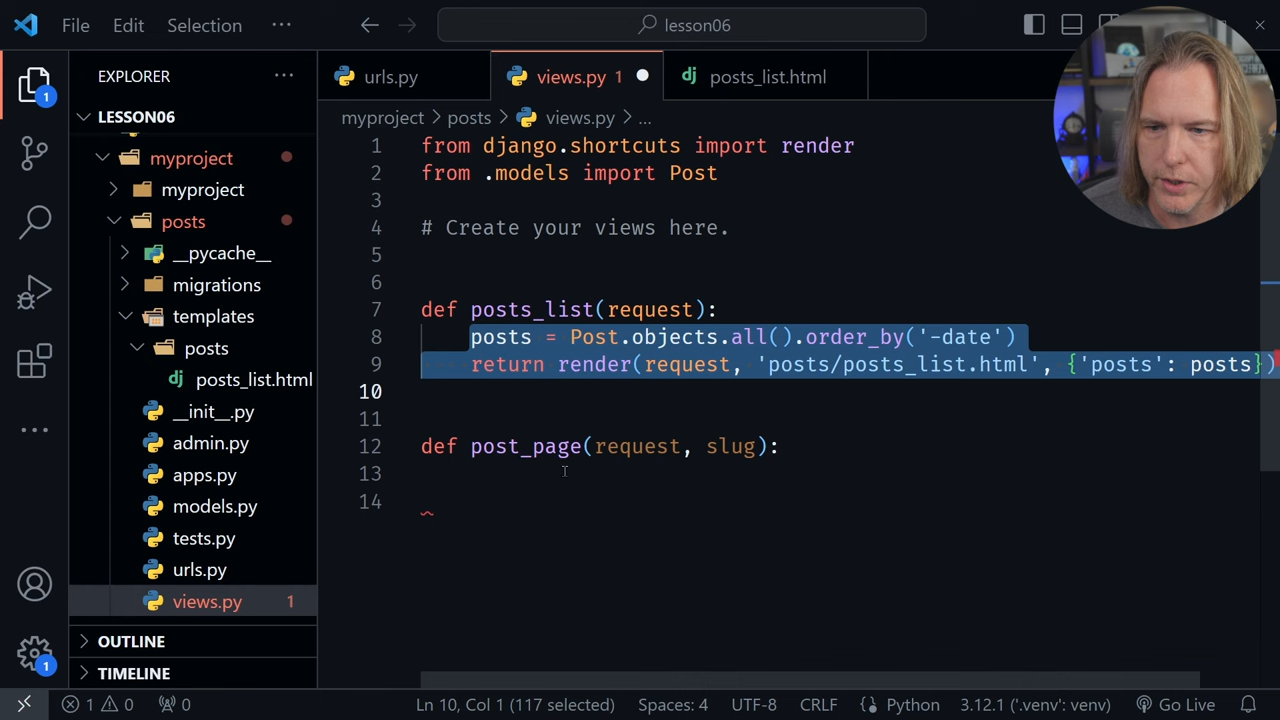 File Edit Selection ··· lesson06
EXPLORER ···
urls.py
views.py 1
posts_list.html
LESSON06
myproject > posts > views.py > ...
myproject
myproject
posts
__pycache__
migrations
templates
posts
posts_list.html
__init__.py
admin.py
apps.py
models.py
tests.py
urls.py
views.py 1
OUTLINE
TIMELINE
1 from django.shortcuts import render
2 from .models import Post
3
4 # Create your views here.
5
6
7 def posts_list(request):
8 posts = Post.objects.all().order_by('-date')
9 return render(request, 'posts/posts_list.html', {'posts': posts})
10
11
12 def post_page(request, slug):
13
14
1
1
1 0 0 Ln 10, Col 1 (117 selected) Spaces: 4 UTF-8 CRLF Python 3.12.1 ('.venv': venv) Go Live